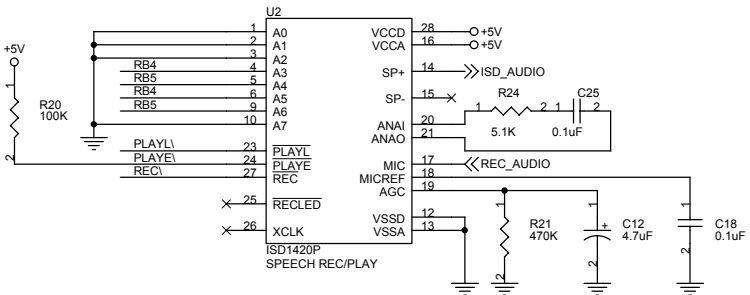 U2
1 A0
2 A1
3 A2
RB4 4 A3
RB5 5 A4
RB4 6 A5
RB5 9 A6
10 A7
PLAYL\ 23 PLAYL
PLAYE\ 24 PLAYE
REC\ 27 REC
25 RECLED
26 XCLK
VCCD 28 +5V
VCCA 16 +5V
SP+ 14 ISD_AUDIO
SP- 15
ANAI 20
ANAO 21
MIC 17 REC_AUDIO
MICREF 18
AGC 19
VSSD 12
VSSA 13
ISD1420P
SPEECH REC/PLAY
+5V
1
R20
100K
2
R24
1 2
5.1K
C25
1 2
0.1uF
1
R21
470K
2
1
+
C12
4.7uF
2
1
C18
0.1uF
2